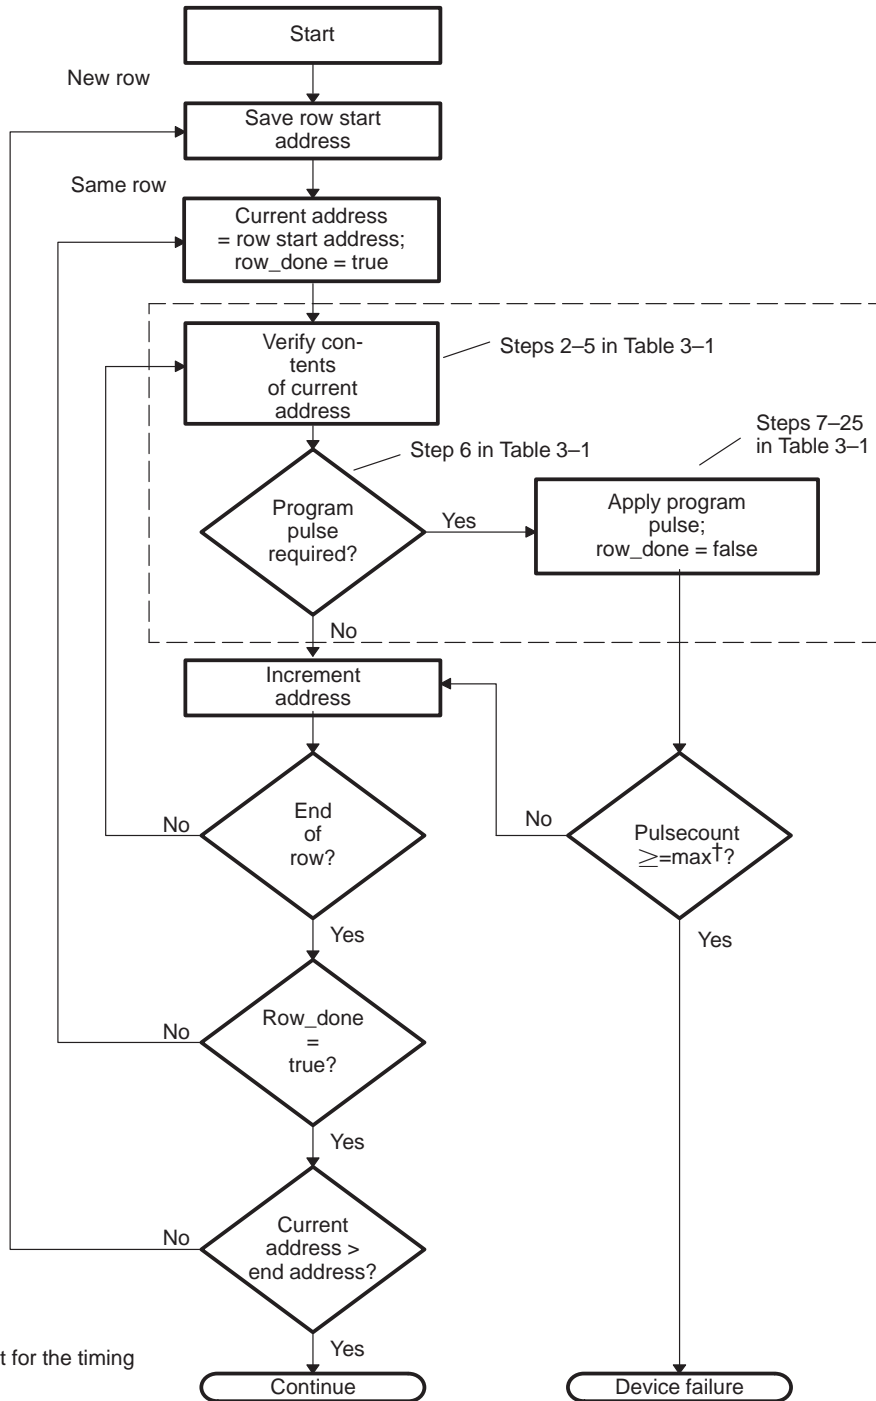 Start
New row
Save row start
address
Same row
Current address
= row start address;
row_done = true
Verify con-
tents
of current
address
Steps 2–5 in Table 3–1
Steps 7–25
in Table 3–1
Step 6 in Table 3–1
Program
pulse
required?
Yes
Apply program
pulse;
row_done = false
No
Increment
address
End
of
row?
No
No
Pulsecount
≥=max†?
Yes
Yes
Row_done
=
true?
No
Yes
Current
address >
end address?
No
Yes
t for the timing
Continue
Device failure